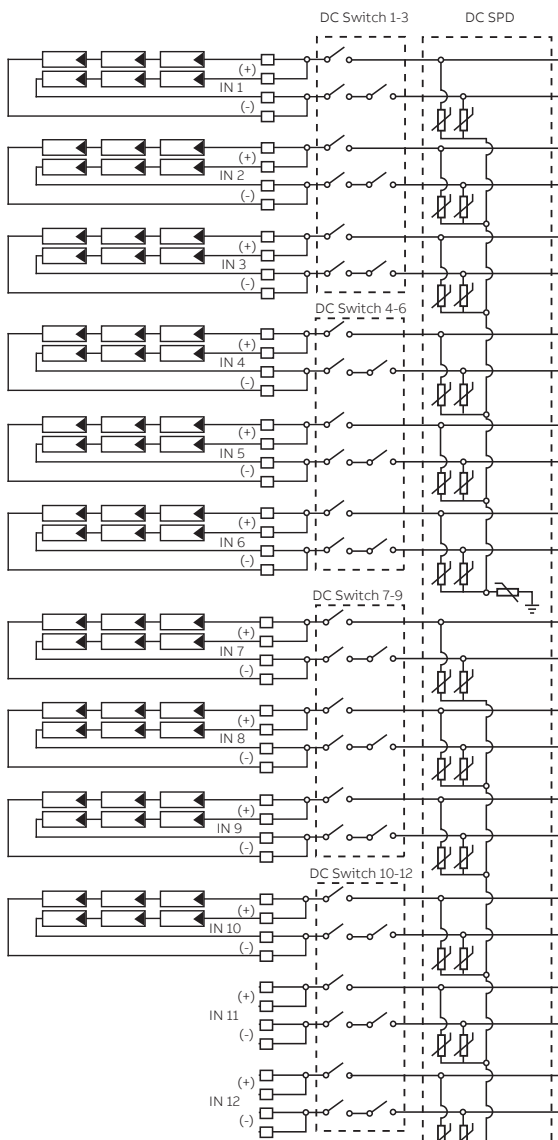 DC Switch 1-3
DC SPD
(+)
IN 1
(-)
(+)
IN 2
(-)
(+)
IN 3
(-)
DC Switch 4-6
(+)
IN 4
(-)
(+)
IN 5
(-)
(+)
IN 6
(-)
DC Switch 7-9
(+)
IN 7
(-)
(+)
IN 8
(-)
(+)
IN 9
(-)
DC Switch 10-12
(+)
IN 10
(-)
(+)
IN 11
(-)
(+)
IN 12
(-)